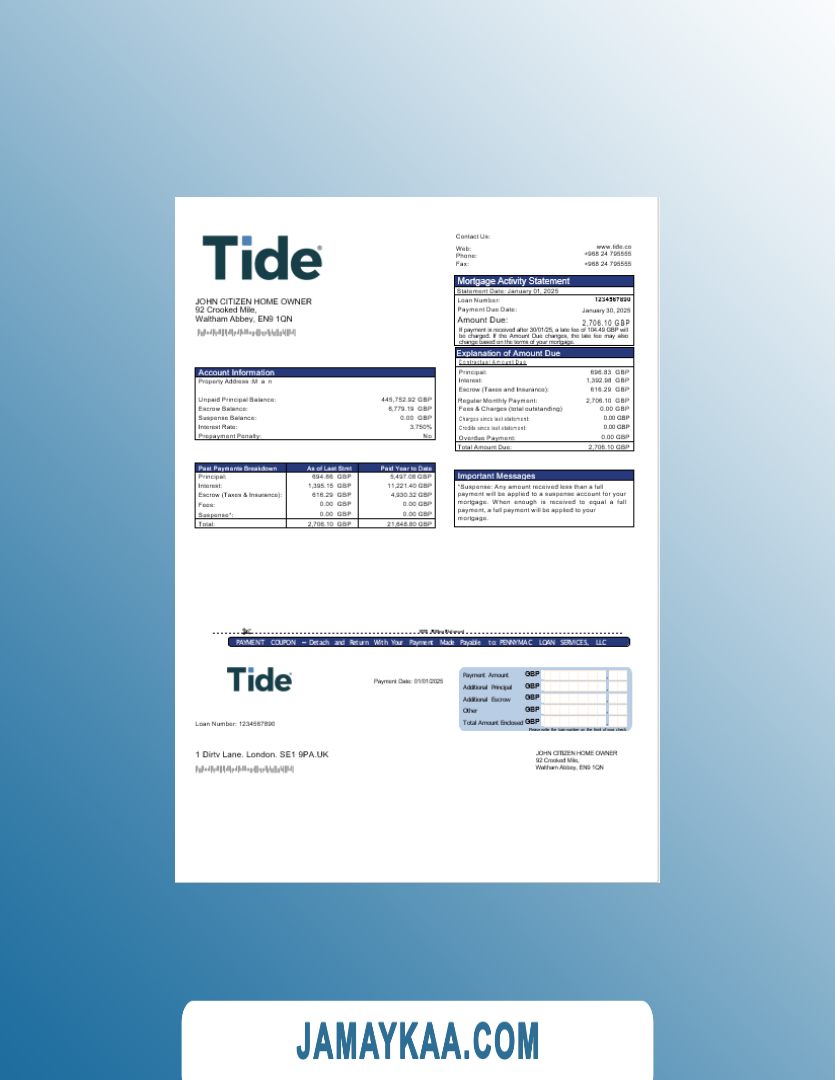 Tide
Contact Us:
Web: www.tide.co
Phone: +968 24 795555
Fax: +968 24 795555
JOHN CITIZEN HOME OWNER
92 Crooked Mile,
Waltham Abbey, EN9 1QN
Mortgage Activity Statement
Statement Date: January 01, 2025
Loan Number: 1234567890
Payment Due Date: January 30, 2025
Amount Due: 2,706.10 GBP
If payment is received after 30/01/25, a late fee of 104.49 GBP will
be charged. If the Amount Due changes, the late fee may also
change based on the terms of your mortgage.
Explanation of Amount Due
Contractual Amount Due
Principal: 696.83 GBP
Interest: 1,392.98 GBP
Escrow (Taxes and Insurance): 616.29 GBP
Regular Monthly Payment: 2,706.10 GBP
Fees & Charges (total outstanding) 0.00 GBP
Charges since last statement: 0.00 GBP
Credits since last statement: 0.00 GBP
Overdue Payment: 0.00 GBP
Total Amount Due: 2,706.10 GBP
Account Information
Property Address :M a n
Unpaid Principal Balance: 445,752.92 GBP
Escrow Balance: 6,779.19 GBP
Suspense Balance: 0.00 GBP
Interest Rate: 3.750%
Prepayment Penalty: No
Past Payments Breakdown As of Last Stmt Paid Year to Date
Principal: 694.66 GBP 5,497.08 GBP
Interest: 1,395.15 GBP 11,221.40 GBP
Escrow (Taxes & Insurance): 616.29 GBP 4,930.32 GBP
Fees: 0.00 GBP 0.00 GBP
Suspense*: 0.00 GBP 0.00 GBP
Total: 2,706.10 GBP 21,648.80 GBP
Important Messages
*Suspense: Any amount received less than a full
payment will be applied to a suspense account for your
mortgage. When enough is received to equal a full
payment, a full payment will be applied to your
mortgage.
PAYMENT COUPON – Detach and Return With Your Payment Made Payable to: PENNYMAC LOAN SERVICES, LLC
Tide
Payment Date: 01/01/2025
Payment Amount GBP
Additional Principal GBP
Additional Escrow GBP
Other GBP
Total Amount Enclosed GBP
Please write the loan number on the front of your check.
Loan Number: 1234567890
1 Dirty Lane, London, SE1 9PA,UK
JOHN CITIZEN HOME OWNER
92 Crooked Mile,
Waltham Abbey, EN9 1QN
JAMAYKAA.COM